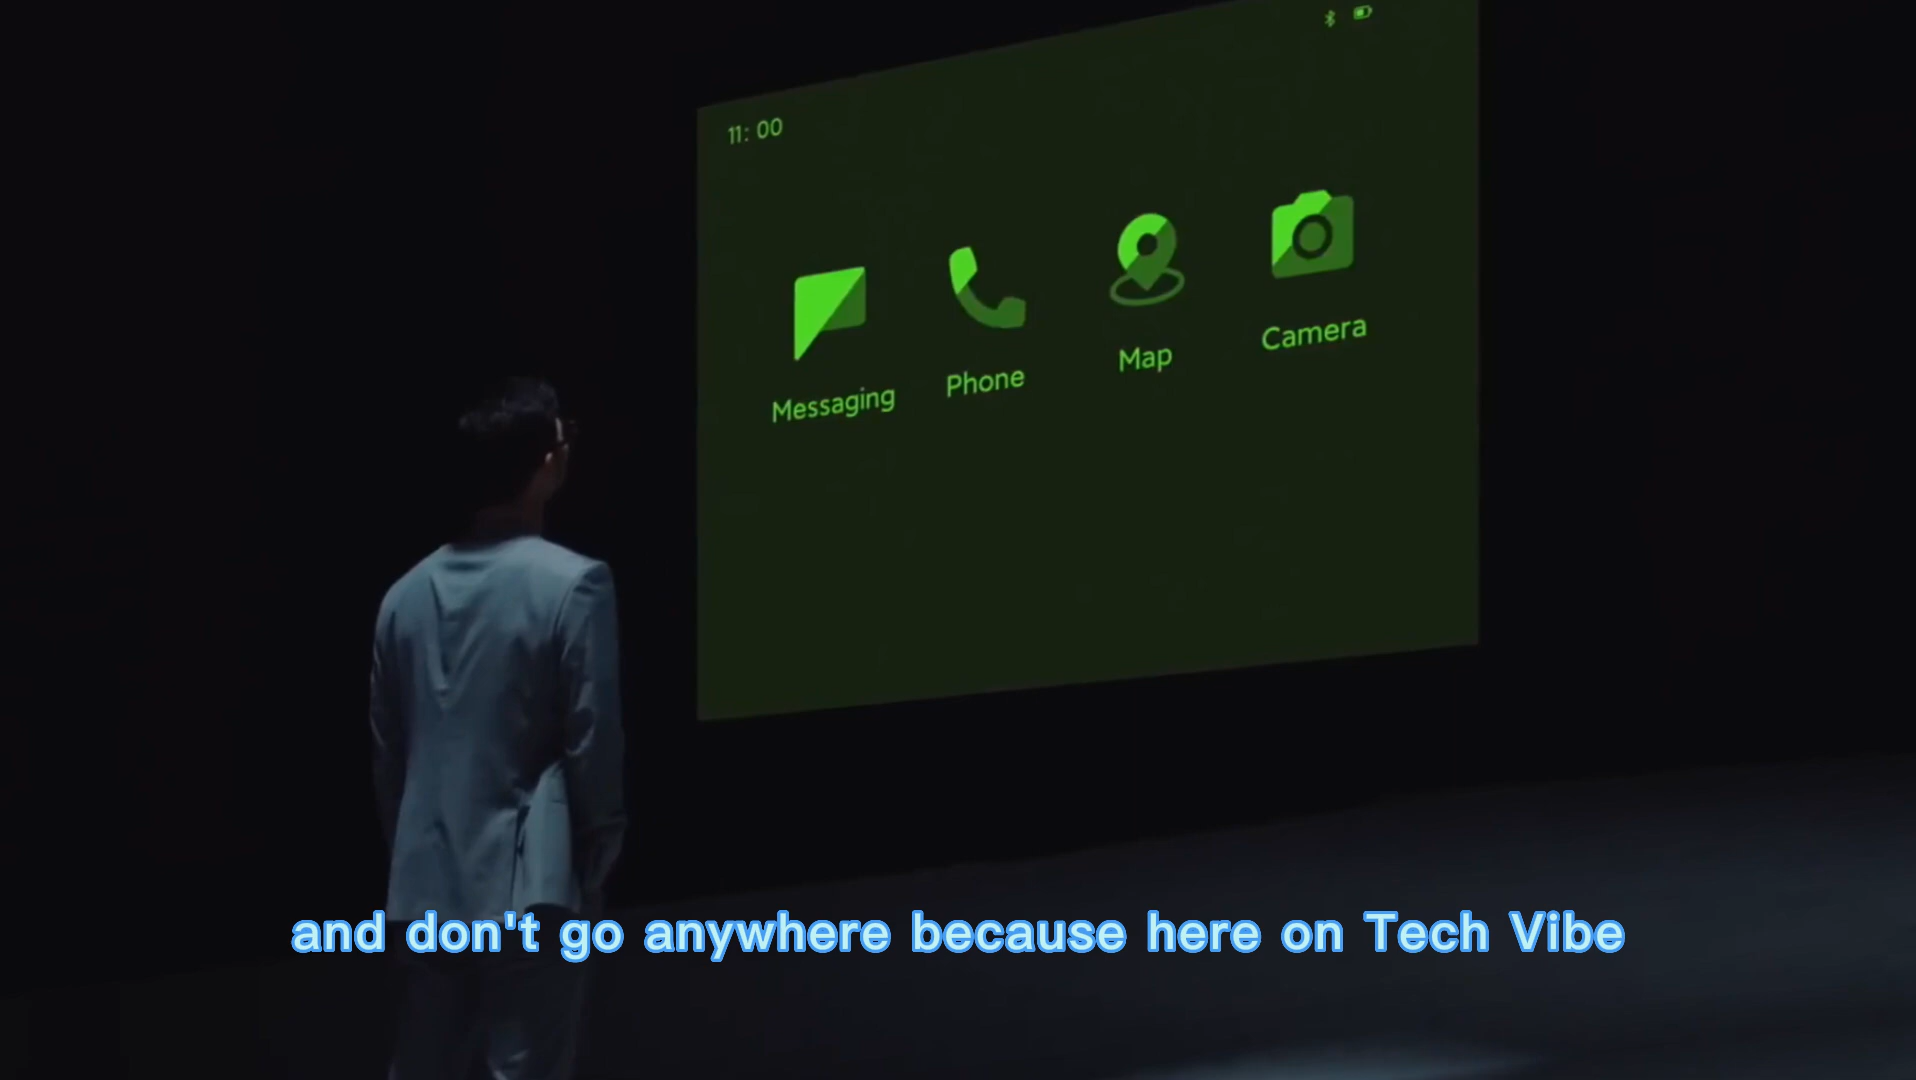 11: 00
Messaging
Phone
Map
Camera
and don't go anywhere because here on Tech Vibe